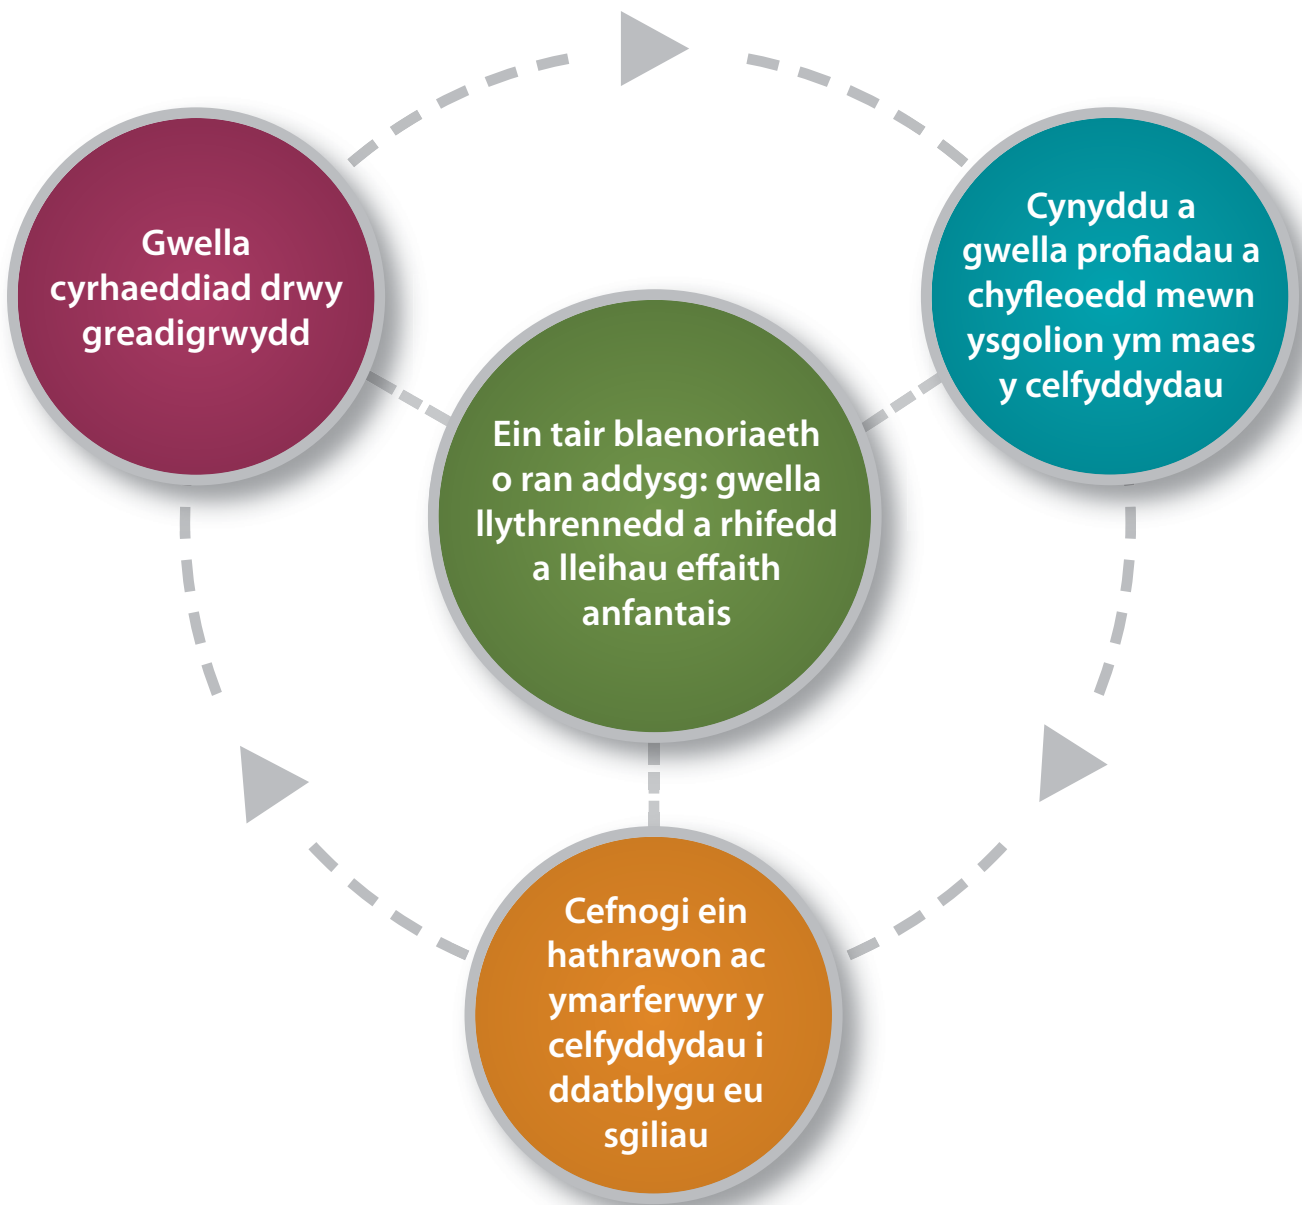 Gwella
cyrhaeddiad drwy
greadigrwydd
Cynyddu a
gwella profiadau a
chyfleoedd mewn
ysgolion ym maes
y celfyddydau
Ein tair blaenoriaeth
o ran addysg: gwella
llythrennedd a rhifedd
a lleihau effaith
anfantais
Cefnogi ein
hathrawon ac
ymarferwyr y
celfyddydau i
ddatblygu eu
sgiliau